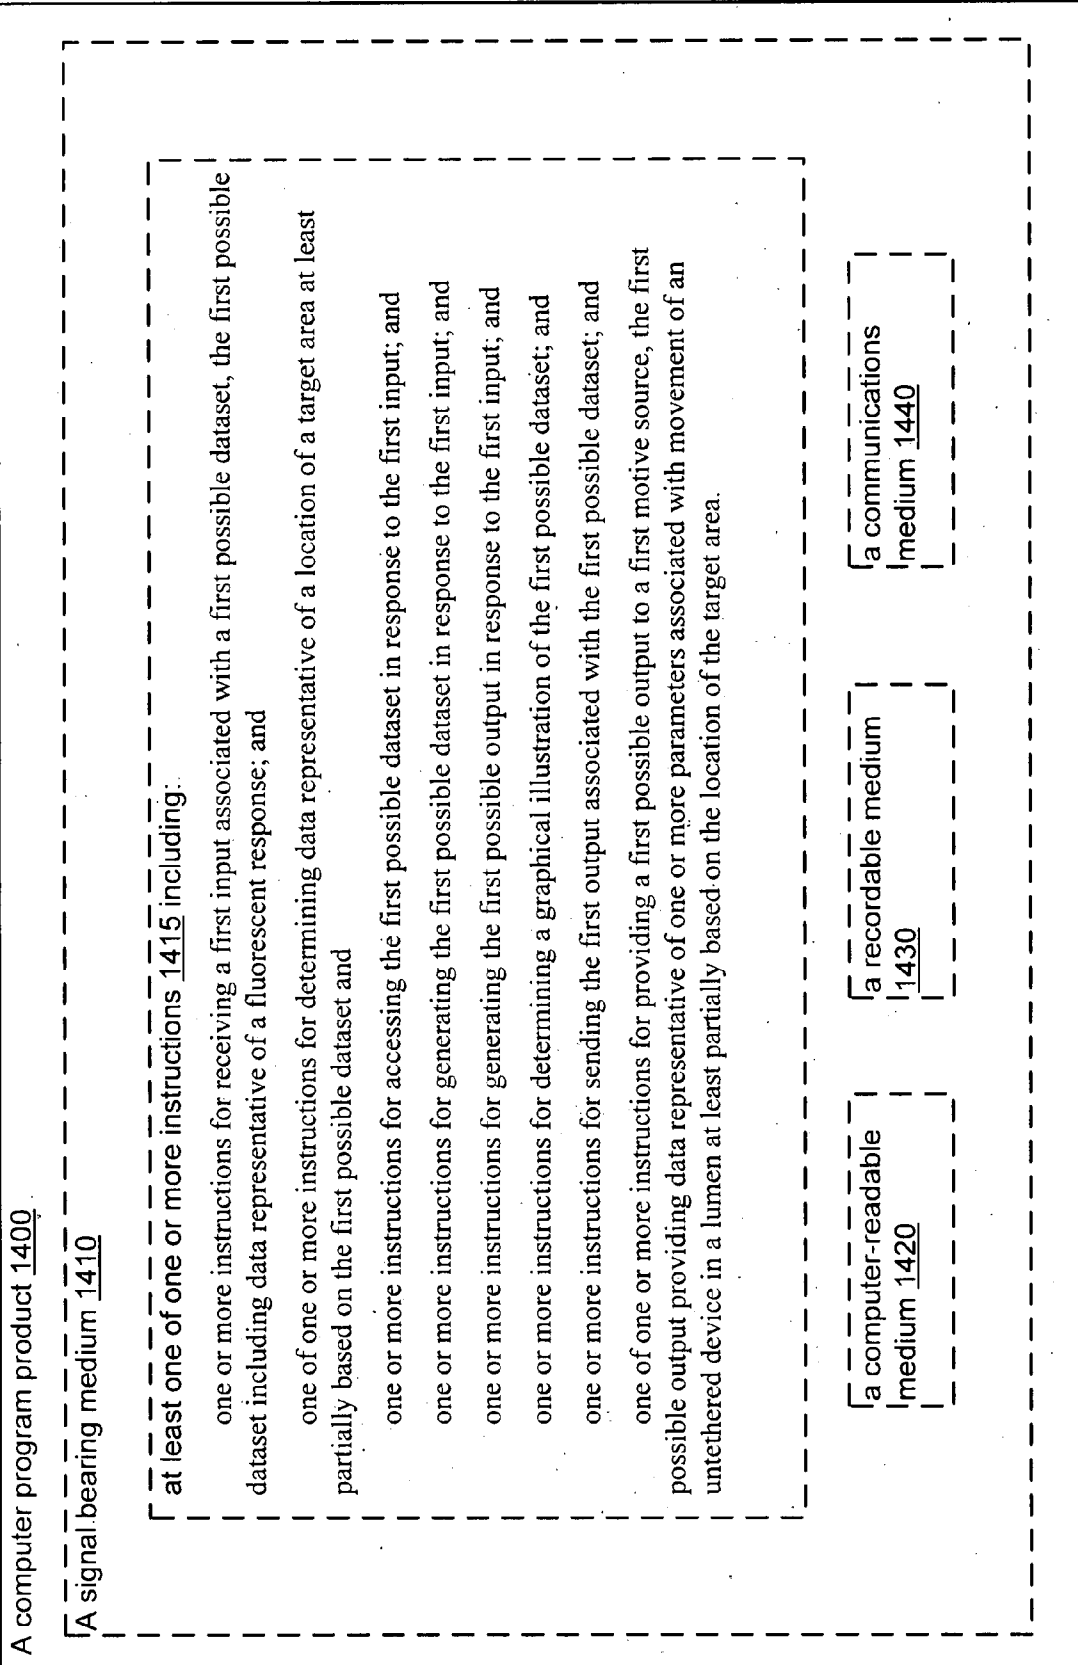 A computer program product 1400
A signal bearing medium 1410
at least one of one or more instructions 1415 including:
one or more instructions for receiving a first input associated with a first possible dataset, the first possible
dataset including data representative of a fluorescent response; and
one of one or more instructions for determining data representative of a location of a target area at least
partially based on the first possible dataset and
one or more instructions for accessing the first possible dataset in response to the first input; and
one or more instructions for generating the first possible dataset in response to the first input; and
one or more instructions for generating the first possible output in response to the first input; and
one or more instructions for determining a graphical illustration of the first possible dataset; and
one or more instructions for sending the first output associated with the first possible dataset; and
one of one or more instructions for providing a first possible output to a first motive source, the first
possible output providing data representative of one or more parameters associated with movement of an
untethered device in a lumen at least partially based on the location of the target area.
a computer-readable
medium 1420
a recordable medium
1430
a communications
medium 1440